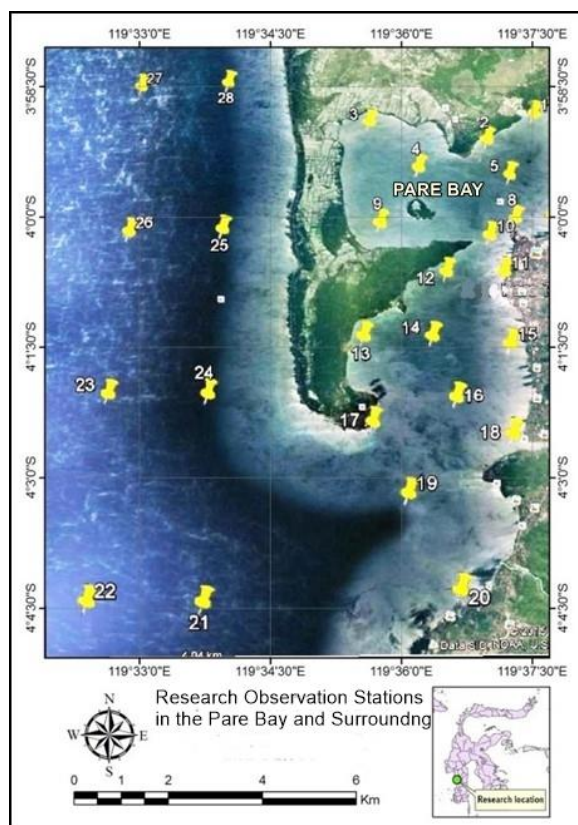 119°33'0"E 119°34'30"E 119°36'0"E 119°37'30"E
3°58'30"S 3°58'30"S
27
28
1
3
2
4
5
PARE BAY
9
8
4°0'0"S 4°0'0"S
26
25
10
11
12
14
15
13
4°1'30"S 4°1'30"S
23
24
16
17
18
4°3'0"S 4°3'0"S
19
22
21
20
4°4'30"S 4°4'30"S
119°33'0"E 119°34'30"E 119°36'0"E 119°37'30"E
Research Observation Stations
in the Pare Bay and Surroundng
N
W E
S
0 1 2 4 6
Km
Research location